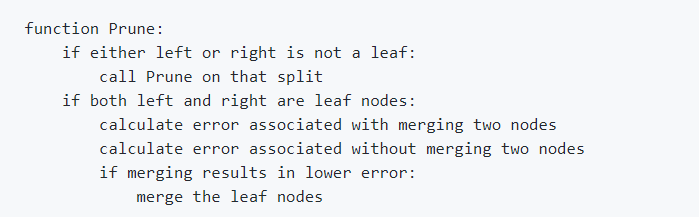 function Prune:
    if either left or right is not a leaf:
        call Prune on that split
    if both left and right are leaf nodes:
        calculate error associated with merging two nodes
        calculate error associated without merging two nodes
        if merging results in lower error:
            merge the leaf nodes